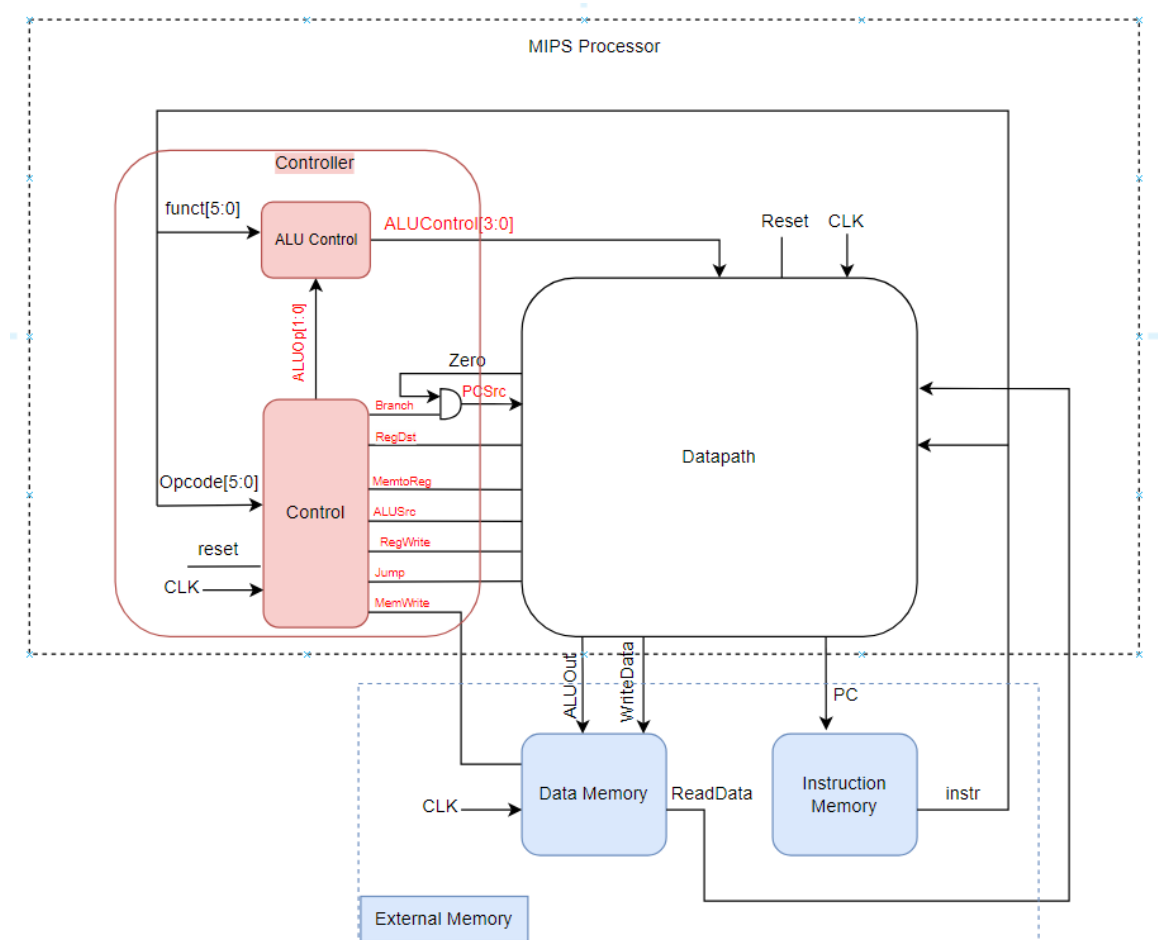 MIPS Processor
Controller
funct[5:0]
ALU Control
ALUControl[3:0]
Reset
CLK
ALUOp[1:0]
Zero
PCSrc
Branch
RegDst
Datapath
Opcode[5:0]
MemtoReg
Control
ALUSrc
RegWrite
reset
Jump
CLK
MemWrite
ALUOut
WriteData
PC
Data Memory
ReadData
Instruction
Memory
instr
CLK
External Memory